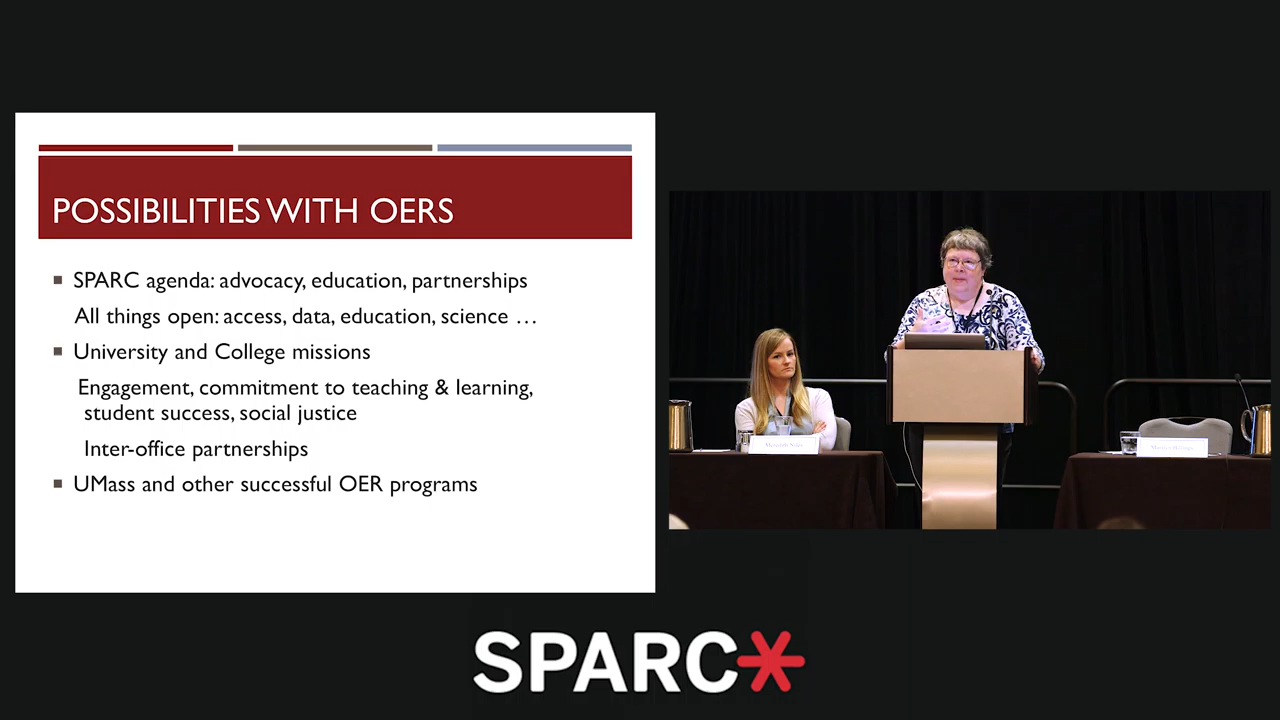 POSSIBILITIES WITH OERS
SPARC agenda: advocacy, education, partnerships
All things open: access, data, education, science …
University and College missions
Engagement, commitment to teaching & learning,
student success, social justice
Inter-office partnerships
UMass and other successful OER programs
SPARC